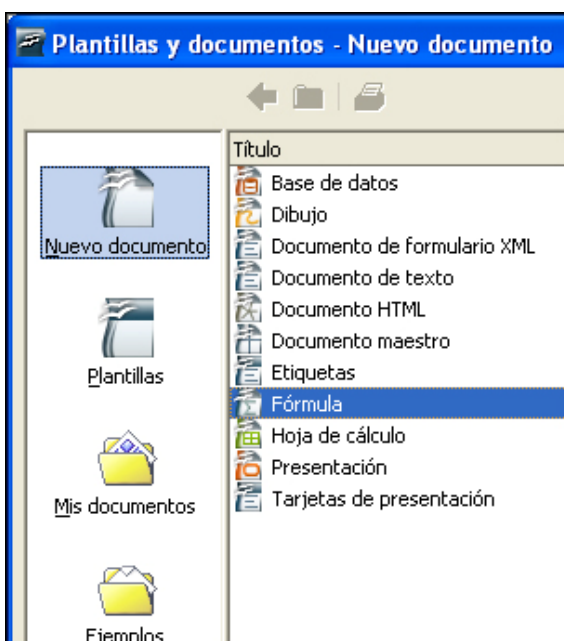 Plantillas y documentos - Nuevo documento
Título
Nuevo documento
Plantillas
Mis documentos
Ejemplos
Base de datos
Dibujo
Documento de formulario XML
Documento de texto
Documento HTML
Documento maestro
Etiquetas
Fórmula
Hoja de cálculo
Presentación
Tarjetas de presentación